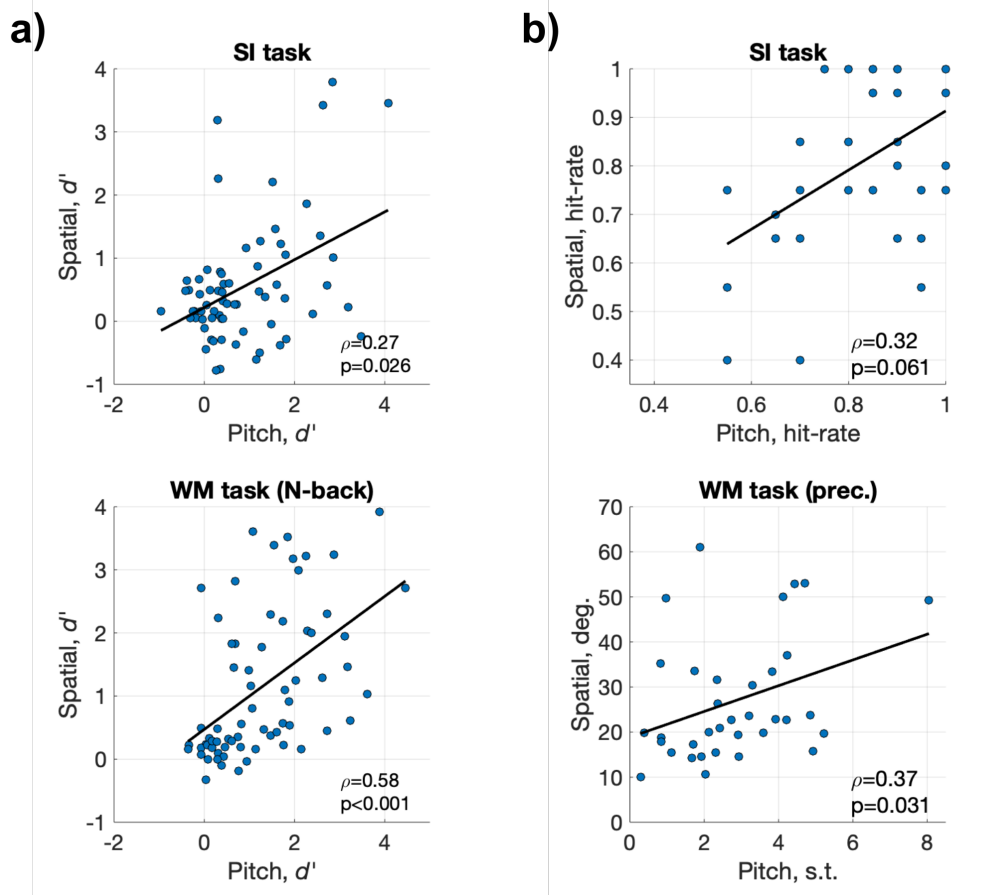 a)
SI task
4
3
2
1
0
-1
Spatial, d'
-2 0 2 4
Pitch, d'
ρ=0.27
p=0.026
WM task (N-back)
4
3
2
1
0
-1
Spatial, d'
-2 0 2 4
Pitch, d'
ρ=0.58
p<0.001
b)
SI task
1
0.9
0.8
0.7
0.6
0.5
0.4
Spatial, hit-rate
0.4 0.6 0.8 1
Pitch, hit-rate
ρ=0.32
p=0.061
WM task (prec.)
70
60
50
40
30
20
10
0
Spatial, deg.
0 2 4 6 8
Pitch, s.t.
ρ=0.37
p=0.031